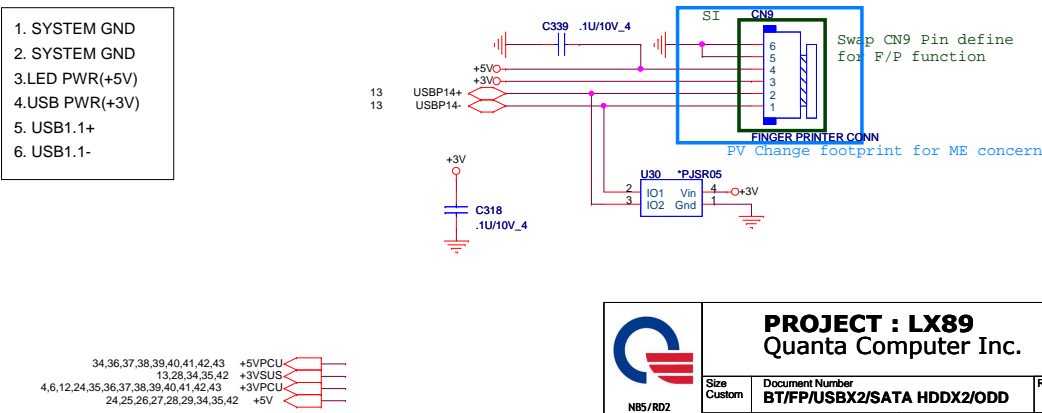 1. SYSTEM GND
2. SYSTEM GND
3.LED PWR(+5V)
4.USB PWR(+3V)
5. USB1.1+
6. USB1.1-
C339 .1U/10V_4
SI
CN9
Swap CN9 Pin define
for F/P function
6
5
4
3
2
1
+5V
+3V
13 USBP14+
13 USBP14-
FINGER PRINTER CONN
PV Change footprint for ME concern
+3V
C318
.1U/10V_4
U30 *PJSR05
2 IO1 Vin 4 +3V
3 IO2 Gnd 1
34,36,37,38,39,40,41,42,43 +5VPCU
13,28,34,35,42 +3VSUS
4,6,12,24,35,36,37,38,39,40,41,42,43 +3VPCU
24,25,26,27,28,29,34,35,42 +5V
NB5/RD2
PROJECT : LX89
Quanta Computer Inc.
Size
Custom
Document Number
BT/FP/USBX2/SATA HDDX2/ODD
R